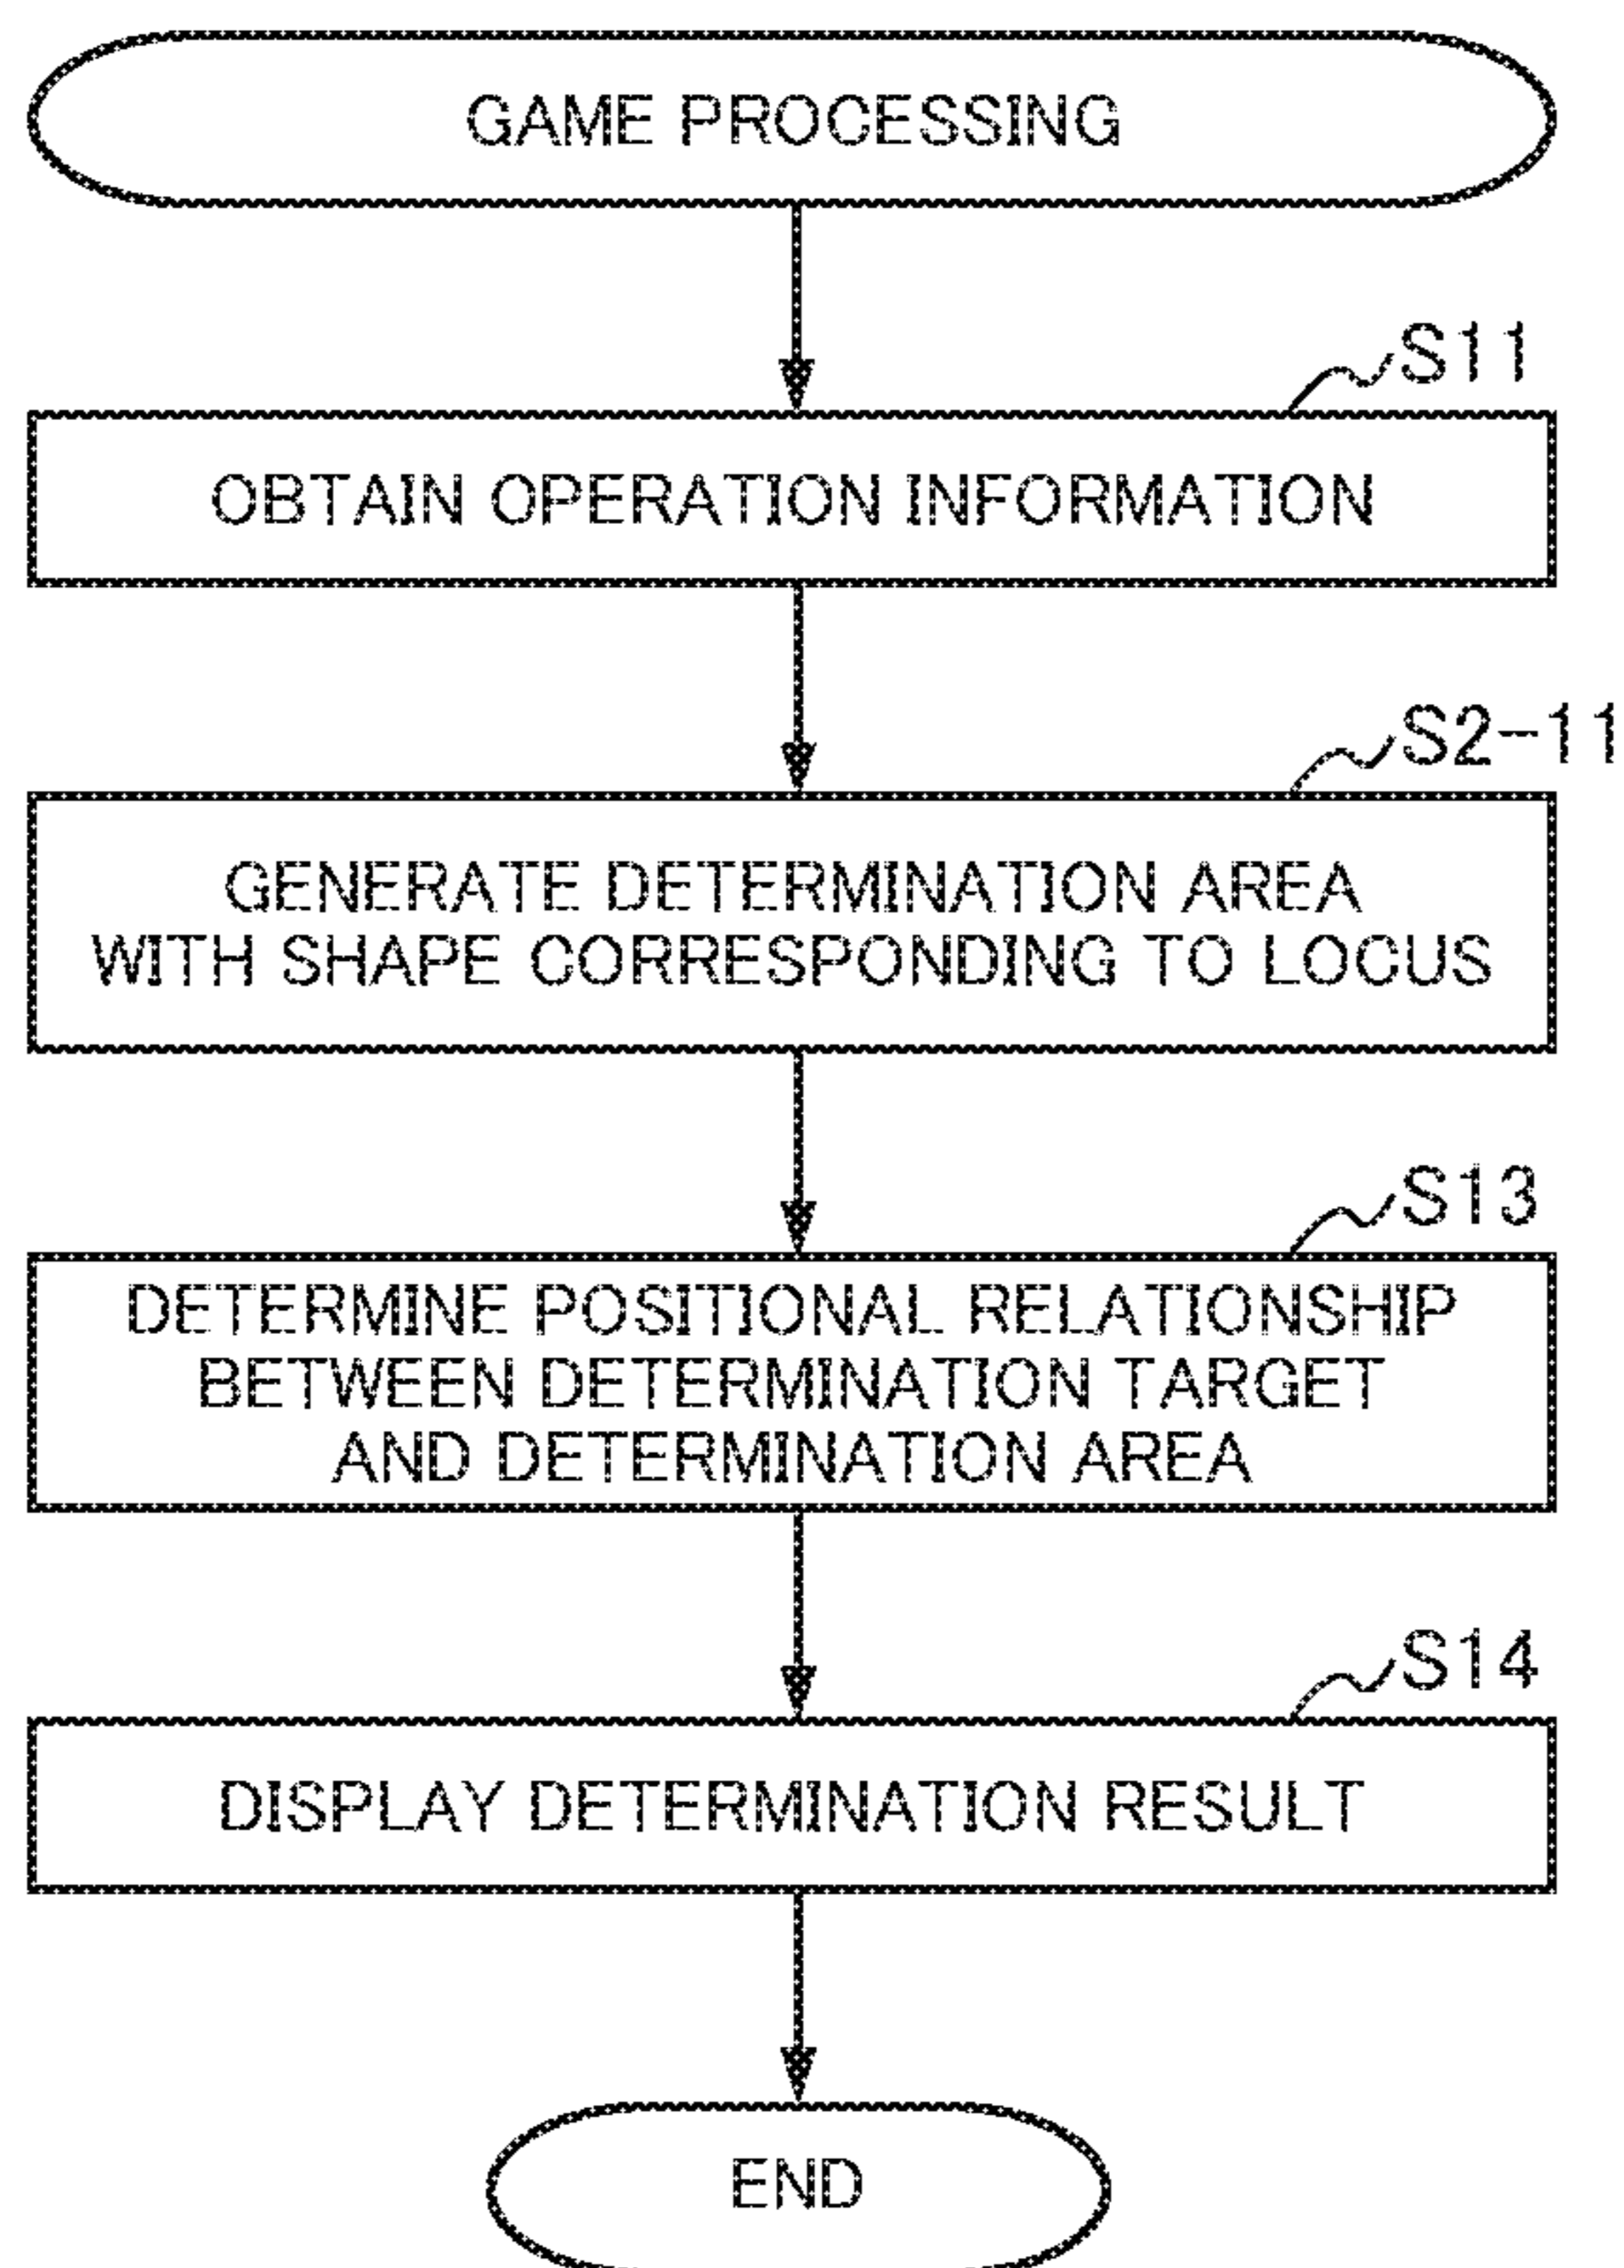 GAME PROCESSING
S11
OBTAIN OPERATION INFORMATION
S2-11
GENERATE DETERMINATION AREA
WITH SHAPE CORRESPONDING TO LOCUS
S13
DETERMINE POSITIONAL RELATIONSHIP
BETWEEN DETERMINATION TARGET
AND DETERMINATION AREA
S14
DISPLAY DETERMINATION RESULT
END